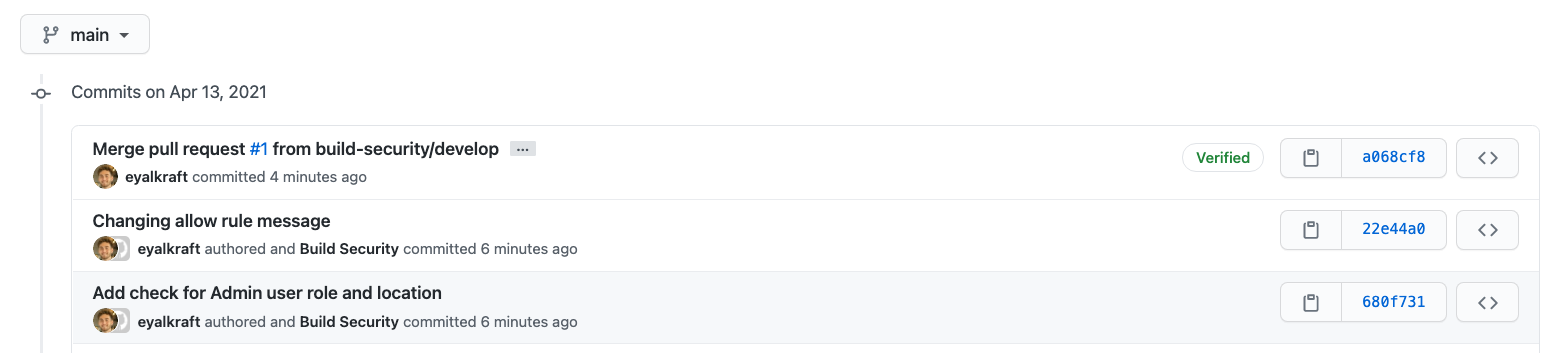 main
Commits on Apr 13, 2021
Merge pull request #1 from build-security/develop ...
Verified
a068cf8
eyalkraft committed 4 minutes ago
Changing allow rule message
22e44a0
eyalkraft authored and Build Security committed 6 minutes ago
Add check for Admin user role and location
680f731
eyalkraft authored and Build Security committed 6 minutes ago